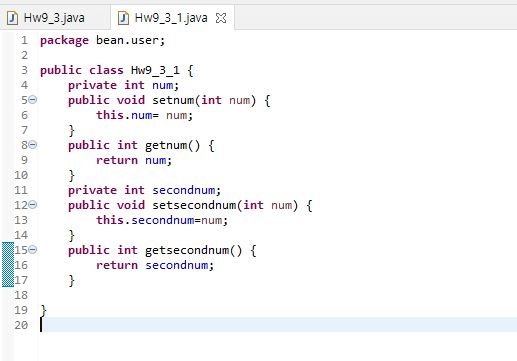 Hw9_3.java Hw9_3_1.java
1 package bean.user;
2
3 public class Hw9_3_1 {
4 private int num;
5 public void setnum(int num) {
6 this.num= num;
7 }
8 public int getnum() {
9 return num;
10 }
11 private int secondnum;
12 public void setsecondnum(int num) {
13 this.secondnum=num;
14 }
15 public int getsecondnum() {
16 return secondnum;
17 }
18
19 }
20